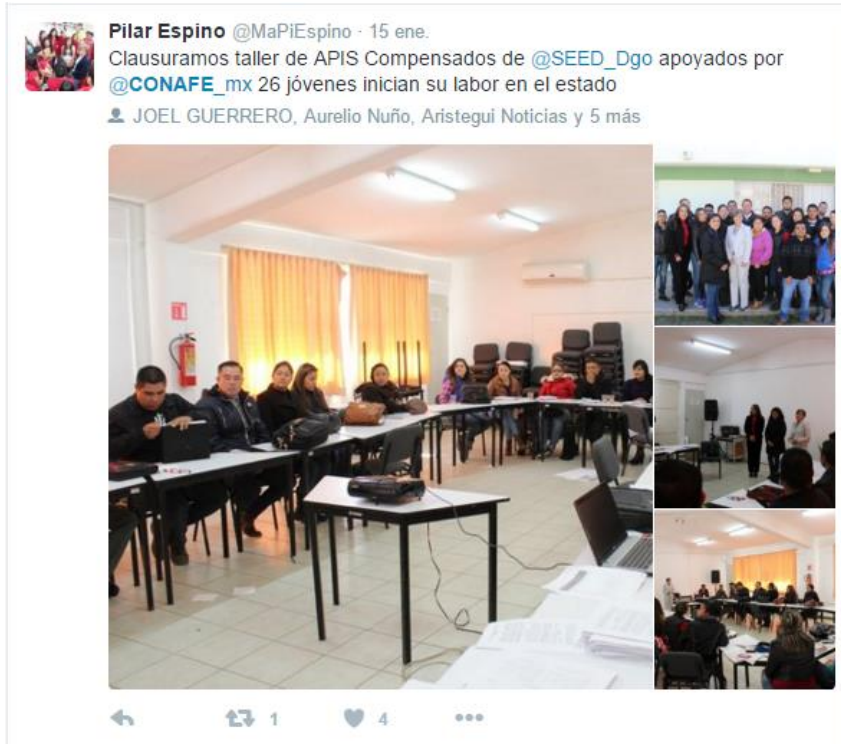 Pilar Espino @MaPiEspino · 15 ene.
Clausuramos taller de APIS Compensados de @SEED_Dgo apoyados por
@CONAFE_mx 26 jóvenes inician su labor en el estado
JOEL GUERRERO, Aurelio Nuño, Aristegui Noticias y 5 más
1 4